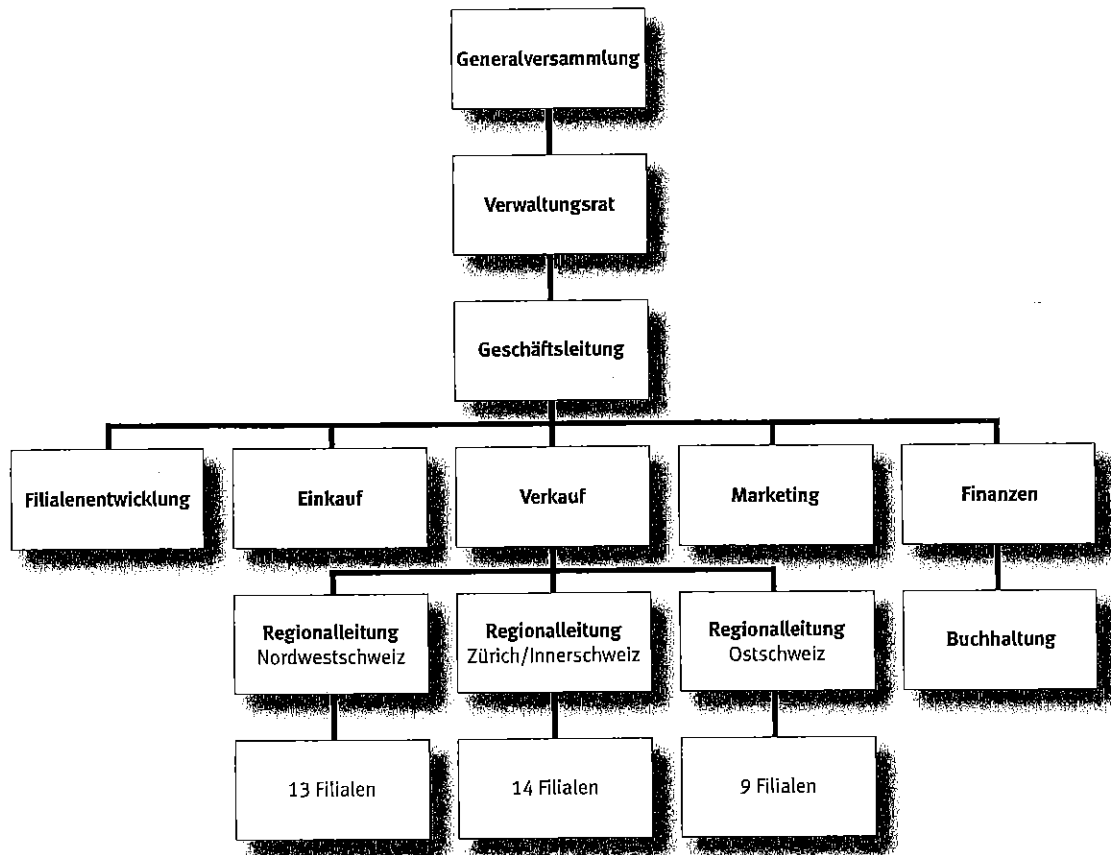 Generalversammlung
Verwaltungsrat
Geschäftsleitung
Filialenentwicklung
Einkauf
Verkauf
Marketing
Finanzen
Regionalleitung
Nordwestschweiz
Regionalleitung
Zürich/Innerschweiz
Regionalleitung
Ostschweiz
Buchhaltung
13 Filialen
14 Filialen
9 Filialen